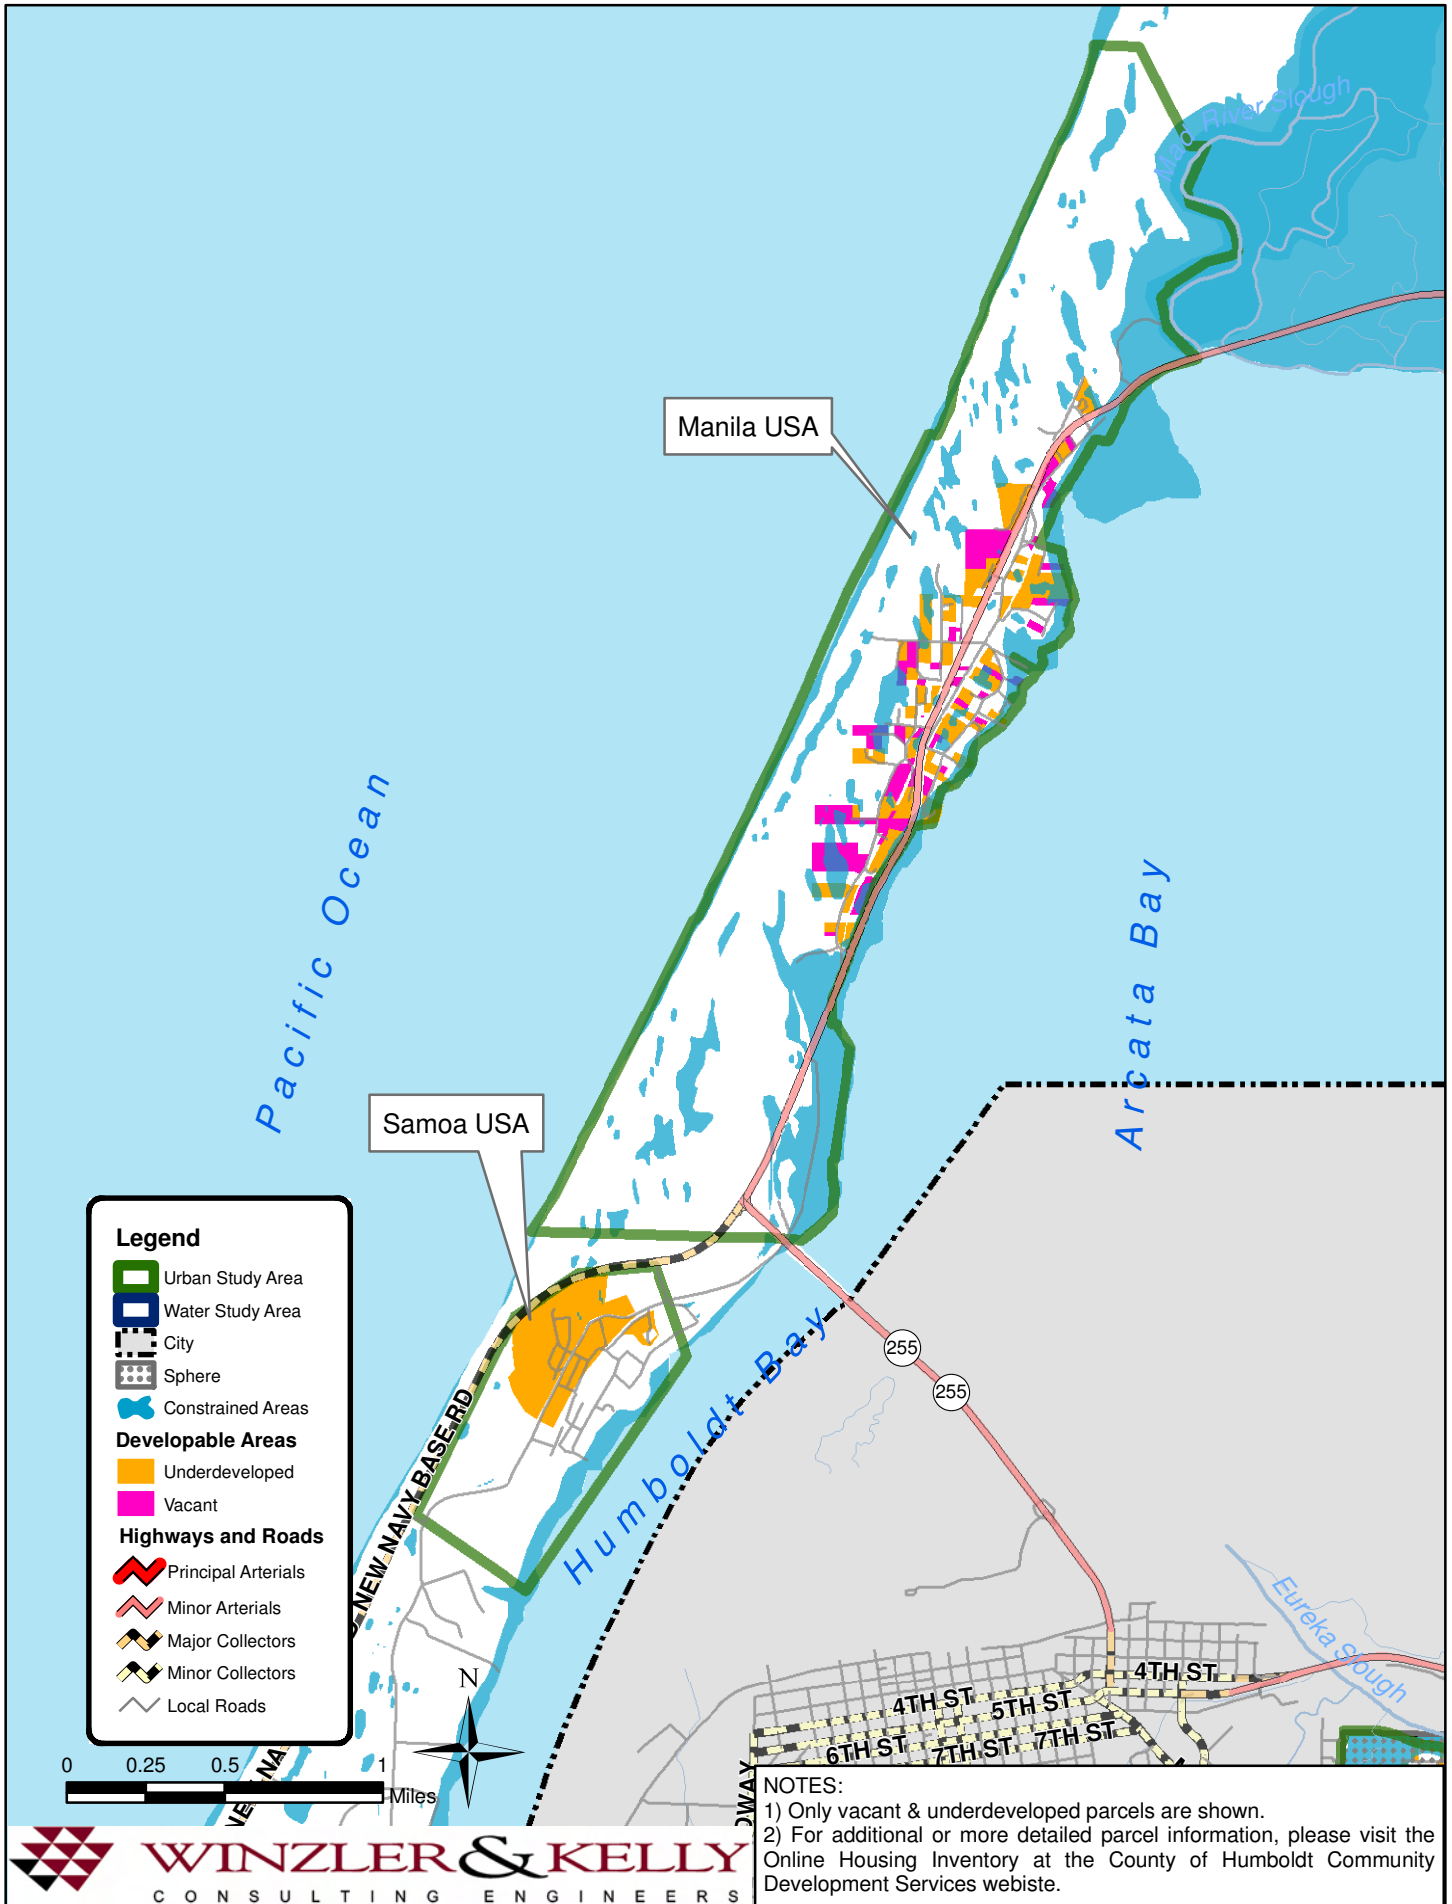 Mad River Slough
Manila USA
Pacific Ocean
Arcata Bay
Samoa USA
Humboldt Bay
255
255
NEW NAVY BASE RD
Eureka Slough
4TH ST
4TH ST
5TH ST
6TH ST
7TH ST
7TH ST
Legend
Urban Study Area
Water Study Area
City
Sphere
Constrained Areas
Developable Areas
Underdeveloped
Vacant
Highways and Roads
Principal Arterials
Minor Arterials
Major Collectors
Minor Collectors
Local Roads
N
0 0.25 0.5 1
Miles
NOTES:
1) Only vacant & underdeveloped parcels are shown.
2) For additional or more detailed parcel information, please visit the
Online Housing Inventory at the County of Humboldt Community
Development Services webiste.
WINZLER & KELLY
CONSULTING ENGINEERS